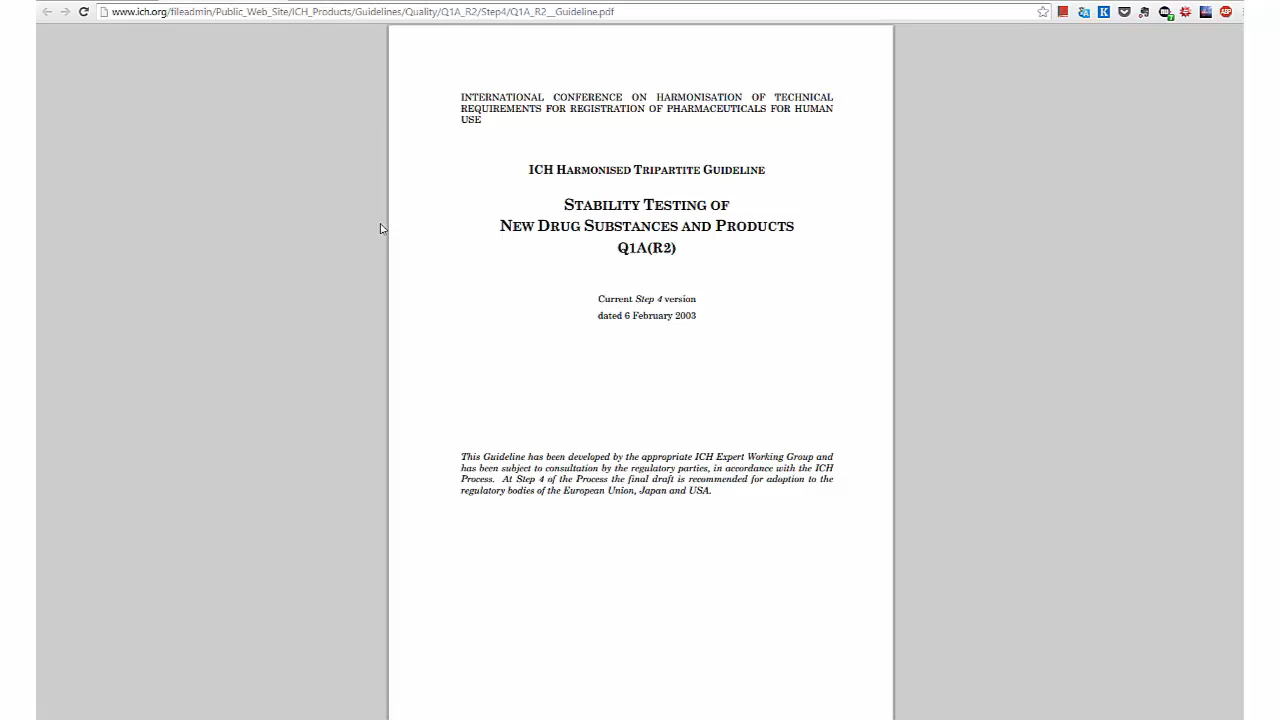 www.ich.org/fileadmin/Public_Web_Site/ICH_Products/Guidelines/Quality/Q1A_R2/Step4/Q1A_R2__Guideline.pdf
INTERNATIONAL CONFERENCE ON HARMONISATION OF TECHNICAL
REQUIREMENTS FOR REGISTRATION OF PHARMACEUTICALS FOR HUMAN
USE
ICH HARMONISED TRIPARTITE GUIDELINE
STABILITY TESTING OF
NEW DRUG SUBSTANCES AND PRODUCTS
Q1A(R2)
Current Step 4 version
dated 6 February 2003
This Guideline has been developed by the appropriate ICH Expert Working Group and
has been subject to consultation by the regulatory parties, in accordance with the ICH
Process. At Step 4 of the Process the final draft is recommended for adoption to the
regulatory bodies of the European Union, Japan and USA.